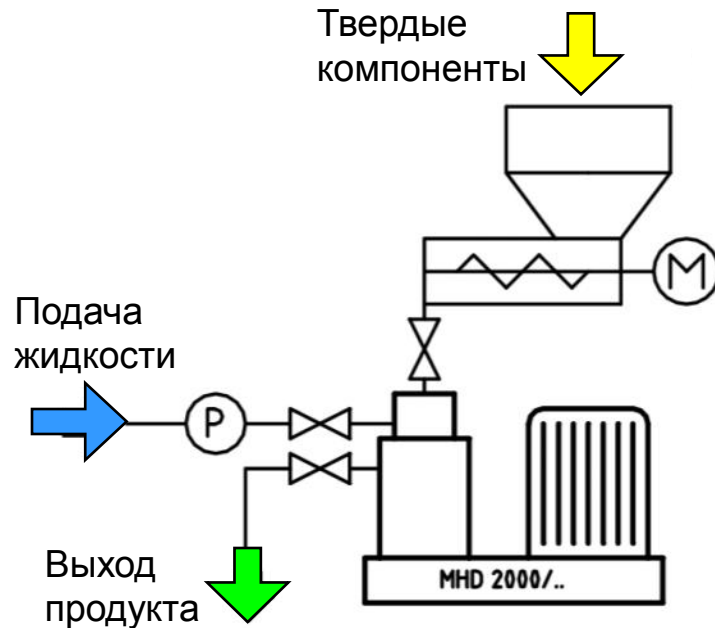 Твердые
компоненты
M
Подача
жидкости
P
MHD 2000/..
Выход
продукта